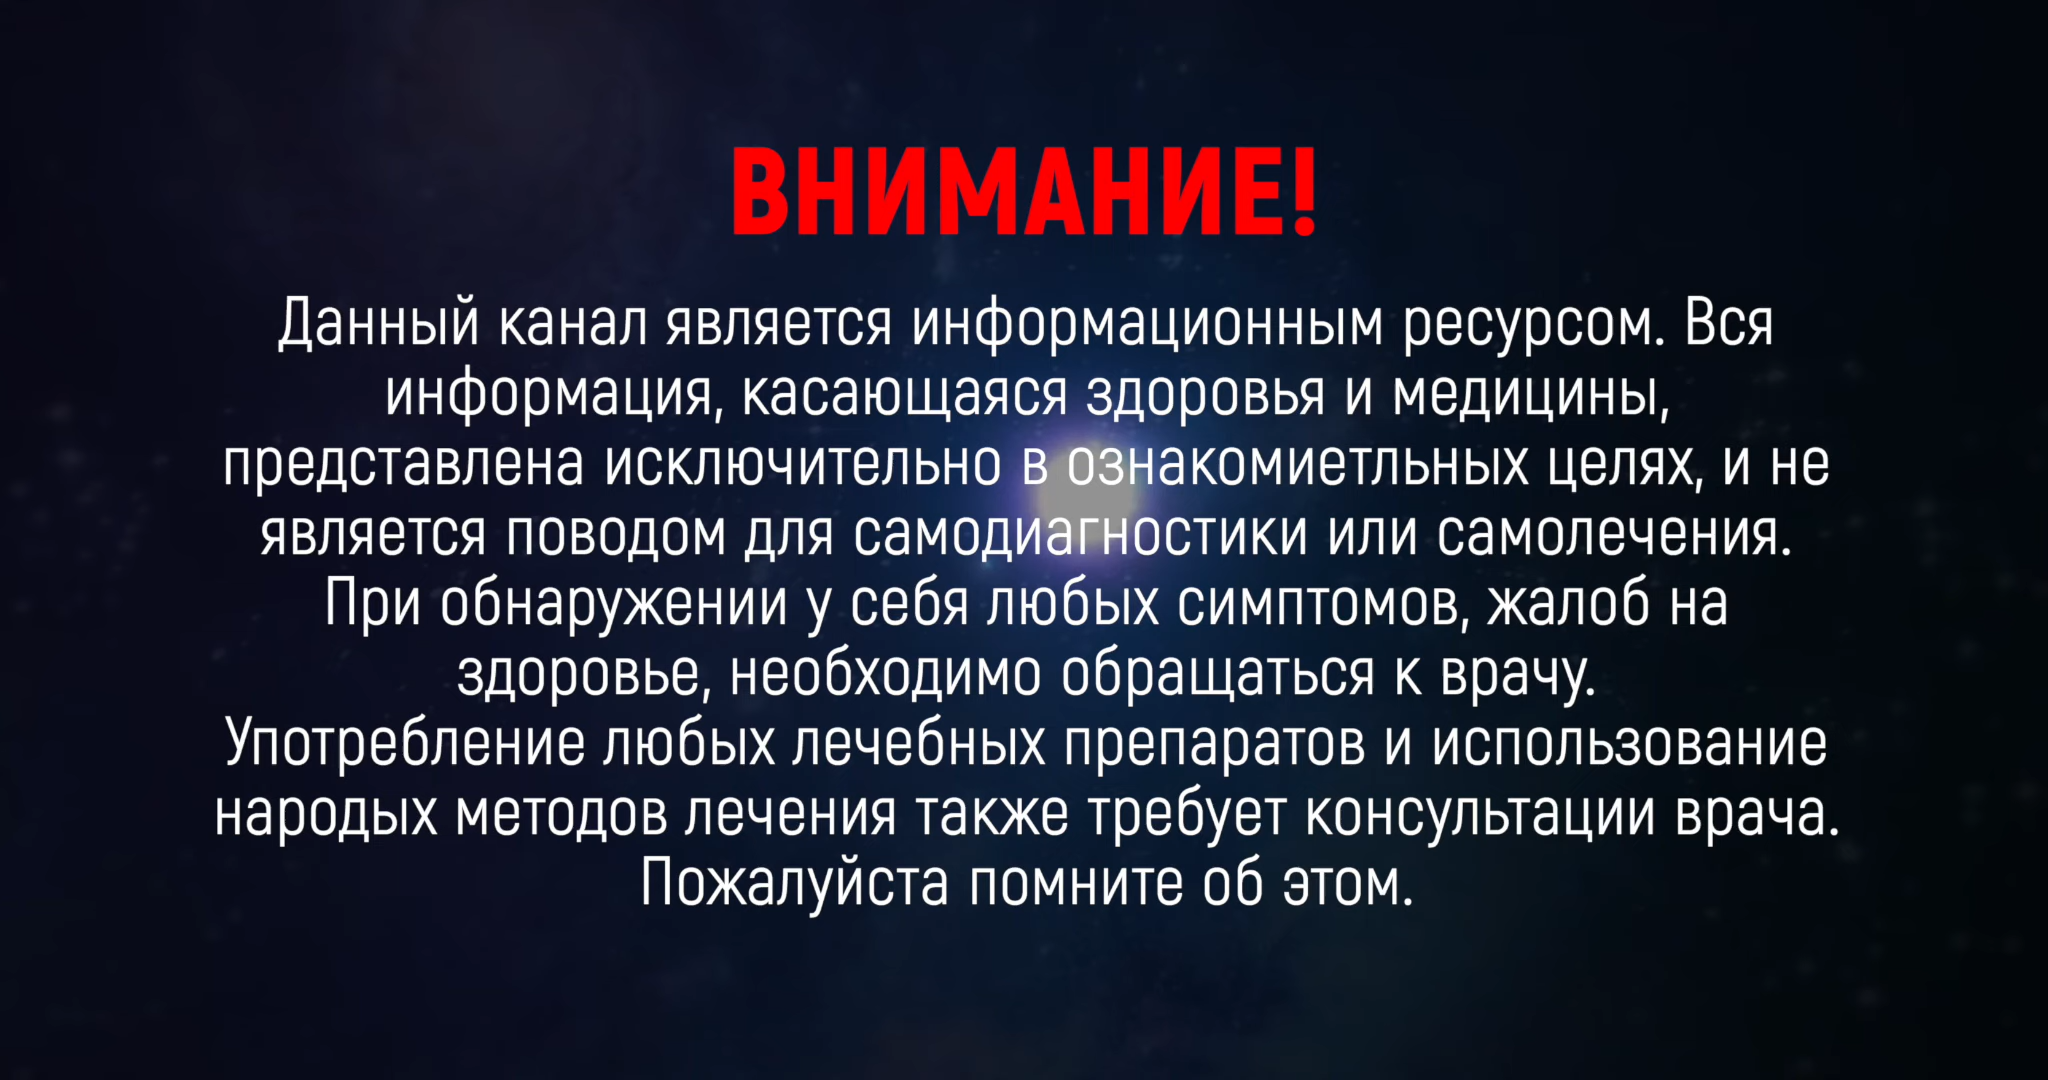 ВНИМАНИЕ!
Данный канал является информационным ресурсом. Вся
информация, касающаяся здоровья и медицины,
представлена исключительно в ознакомиетльных целях, и не
является поводом для самодиагностики или самолечения.
При обнаружении у себя любых симптомов, жалоб на
здоровье, необходимо обращаться к врачу.
Употребление любых лечебных препаратов и использование
народых методов лечения также требует консультации врача.
Пожалуйста помните об этом.